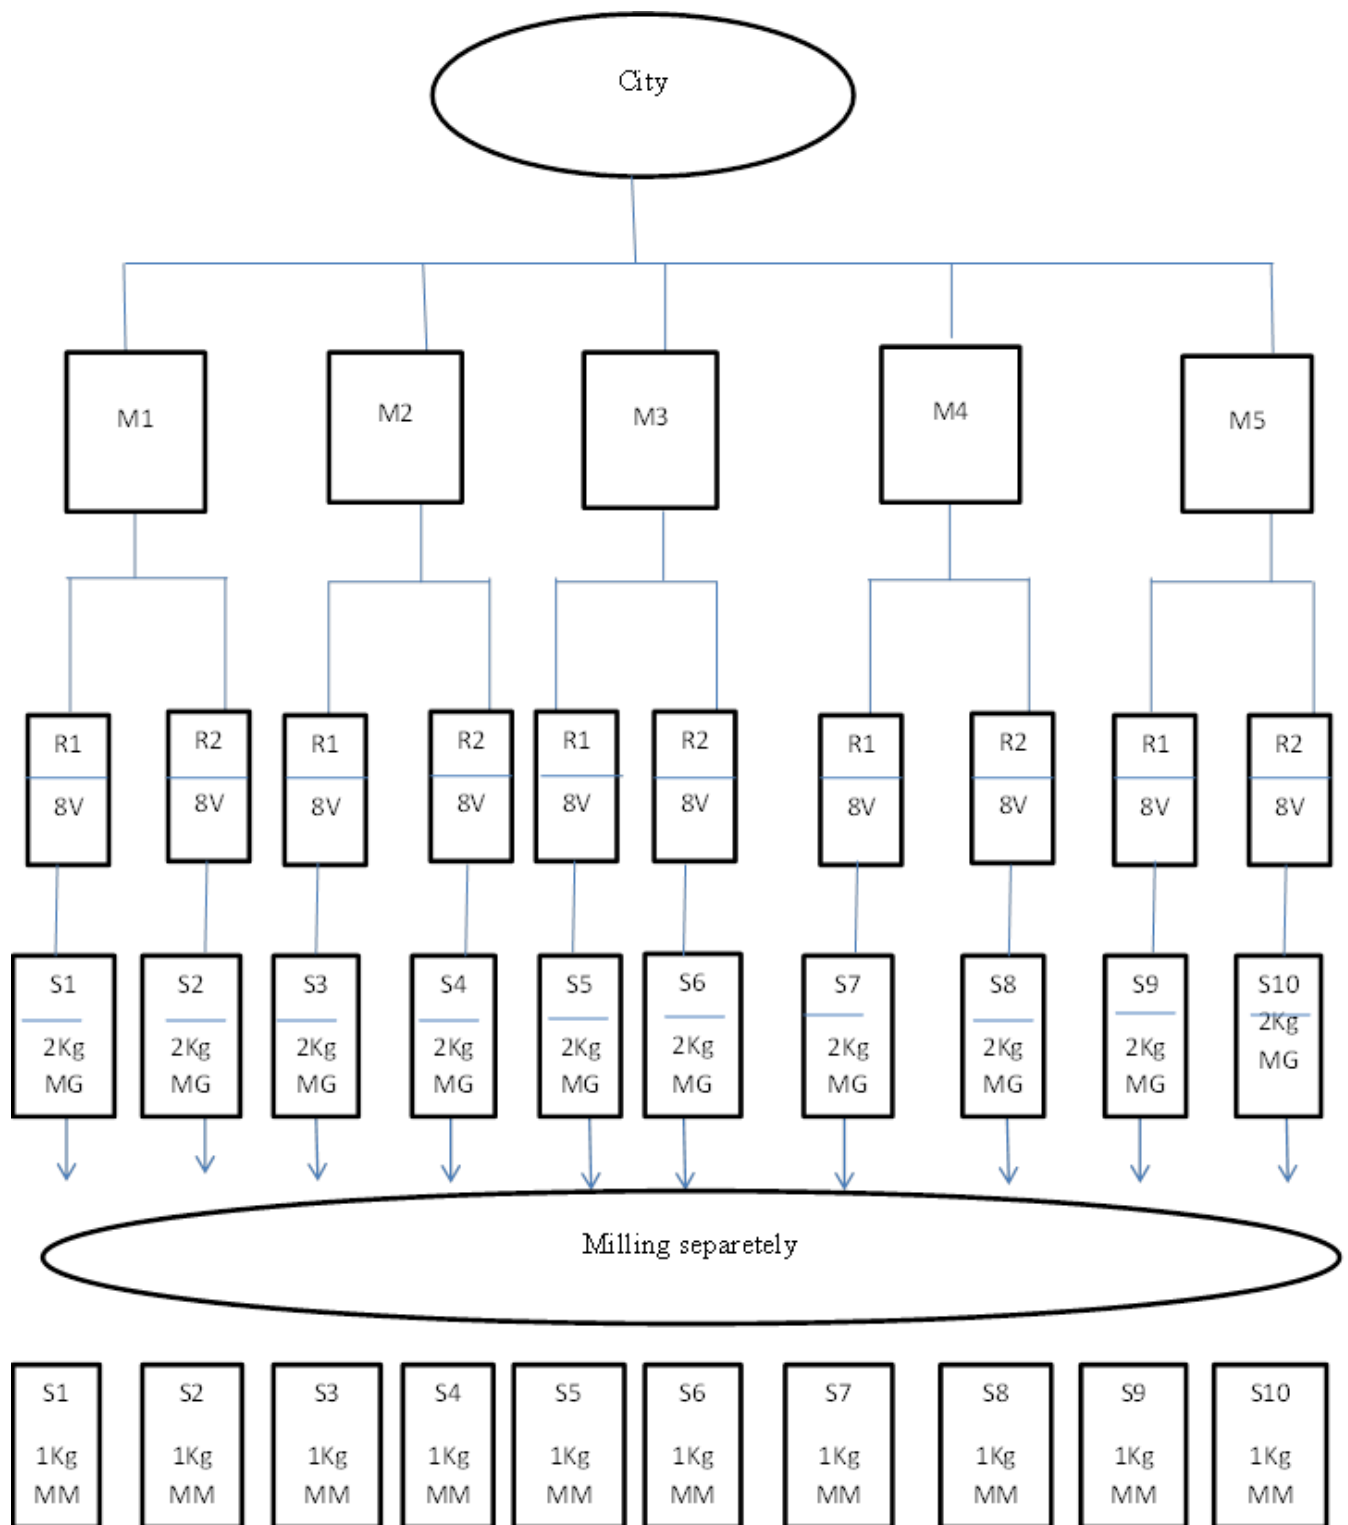 City
M1 M2 M3 M4 M5
R1 R2 R1 R2 R1 R2 R1 R2 R1 R2
8V 8V 8V 8V 8V 8V 8V 8V 8V 8V
S1 S2 S3 S4 S5 S6 S7 S8 S9 S10
2Kg 2Kg 2Kg 2Kg 2Kg 2Kg 2Kg 2Kg 2Kg 2Kg
MG MG MG MG MG MG MG MG MG MG
Milling separetely
S1 S2 S3 S4 S5 S6 S7 S8 S9 S10
1Kg 1Kg 1Kg 1Kg 1Kg 1Kg 1Kg 1Kg 1Kg 1Kg
MM MM MM MM MM MM MM MM MM MM